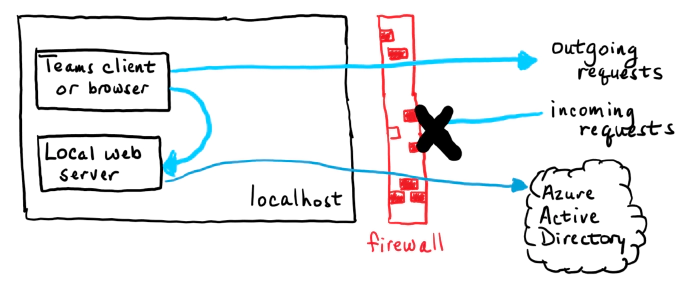 Teams client
or browser
Local web
server
localhost
firewall
outgoing
requests
incoming
requests
Azure
Active
Directory